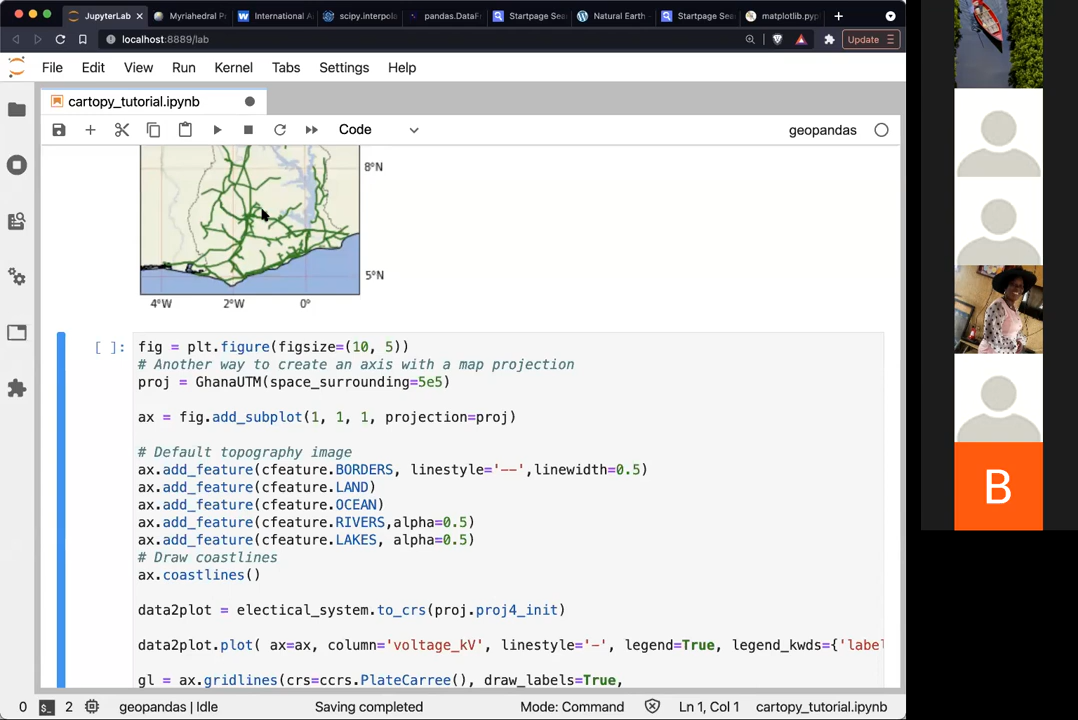 JupyterLab
Myriahedral P
International A
scipy.interpola
pandas.DataFr
Startpage Sea
Natural Earth -
Startpage Sea
matplotlib.pyp
localhost:8889/lab
Update
File Edit View Run Kernel Tabs Settings Help
cartopy_tutorial.ipynb
Code
geopandas
8°N
5°N
4°W 2°W 0°
[ ]: fig = plt.figure(figsize=(10, 5))
# Another way to create an axis with a map projection
proj = GhanaUTM(space_surrounding=5e5)
ax = fig.add_subplot(1, 1, 1, projection=proj)
# Default topography image
ax.add_feature(cfeature.BORDERS, linestyle='--',linewidth=0.5)
ax.add_feature(cfeature.LAND)
ax.add_feature(cfeature.OCEAN)
ax.add_feature(cfeature.RIVERS,alpha=0.5)
ax.add_feature(cfeature.LAKES, alpha=0.5)
# Draw coastlines
ax.coastlines()
data2plot = electical_system.to_crs(proj.proj4_init)
data2plot.plot( ax=ax, column='voltage_kV', linestyle='-', legend=True, legend_kwds={'label
gl = ax.gridlines(crs=ccrs.PlateCarree(), draw_labels=True,
0 2 geopandas | Idle Saving completed Mode: Command Ln 1, Col 1 cartopy_tutorial.ipynb
B